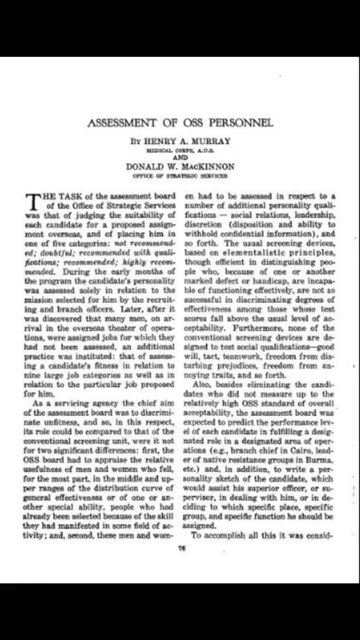 ASSESSMENT OF OSS PERSONNEL
BY HENRY A. MURRAY
MEDICAL CORPS, A.U.S.
AND
DONALD W. MACKINNON
OFFICE OF STRATEGIC SERVICES
THE TASK of the assessment board
of the Office of Strategic Services
was that of judging the suitability of
each candidate for a proposed assign-
ment overseas, and of placing him in
one of five categories: not recommend-
ed; doubtful; recommended with quali-
fications; recommended; highly recom-
mended. During the early months of
the program the candidate's personality
was assessed solely in relation to the
mission selected for him by the recruit-
ing and branch officers. Later, after it
was discovered that many men, on ar-
rival in the overseas theater of opera-
tions, were assigned jobs for which they
had not been assessed, an additional
practice was instituted: that of assess-
ing a candidate's fitness in relation to
nine large job categories as well as in
relation to the particular job proposed
for him.
As a servicing agency the chief aim
of the assessment board was to discrimi-
nate unfitness, and so, in this respect,
its role could be compared to that of the
conventional screening unit, were it not
for two significant differences: first, the
OSS board had to appraise the relative
usefulness of men and women who fell,
for the most part, in the middle and up-
per ranges of the distribution curve of
general effectiveness or of one or an-
other special ability, people who had
already been selected because of the skill
they had manifested in some field of ac-
tivity; and, second, these men and wom-
en had to be assessed in respect to a
number of additional personality quali-
fications — social relations, leadership,
discretion (disposition and ability to
withhold confidential information), and
so forth. The usual screening devices,
based on elementalistic principles,
though efficient in distinguishing peo-
ple who, because of one or another
marked defect or handicap, are incapa-
ble of functioning effectively, are not so
successful in discriminating degrees of
effectiveness among those whose test
scores fall above the usual level of ac-
ceptability. Furthermore, none of the
conventional screening devices are de-
signed to test social qualifications—good
will, tact, teamwork, freedom from dis-
turbing prejudices, freedom from an-
noying traits, and so forth.
Also, besides eliminating the candi-
dates who did not measure up to the
relatively high OSS standard of overall
acceptability, the assessment board was
expected to predict the performance lev-
el of each candidate in fulfilling a desig-
nated role in a designated area of oper-
ations (e.g., branch chief in Cairo, lead-
er of native resistance groups in Burma,
etc.) and, in addition, to write a per-
sonality sketch of the candidate, which
would assist his superior officer, or su-
pervisor, in dealing with him, or in de-
ciding to which specific place, specific
group, and specific function he should be
assigned.
To accomplish all this it was consid-
76